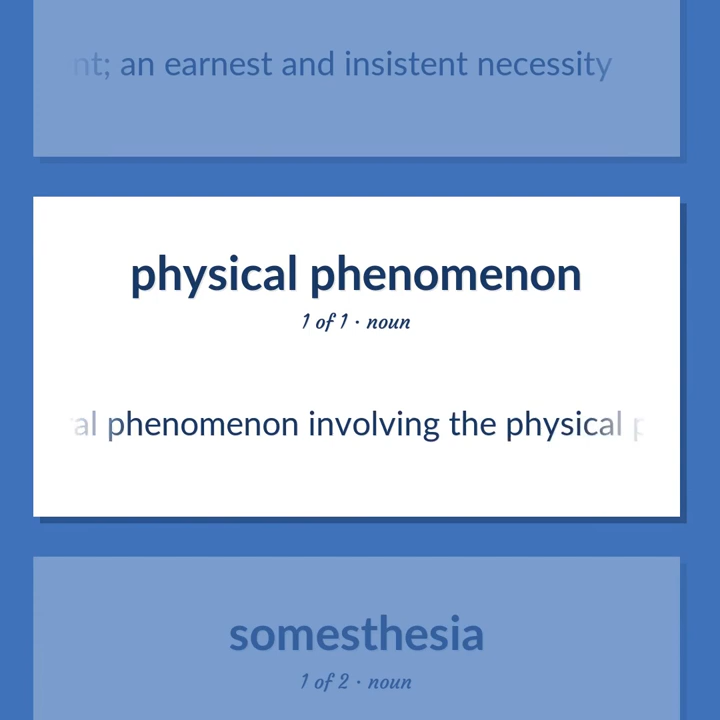 nt; an earnest and insistent necessity
physical phenomenon
1 of 1 · noun
al phenomenon involving the physical p
somesthesia
1 of 2 · noun